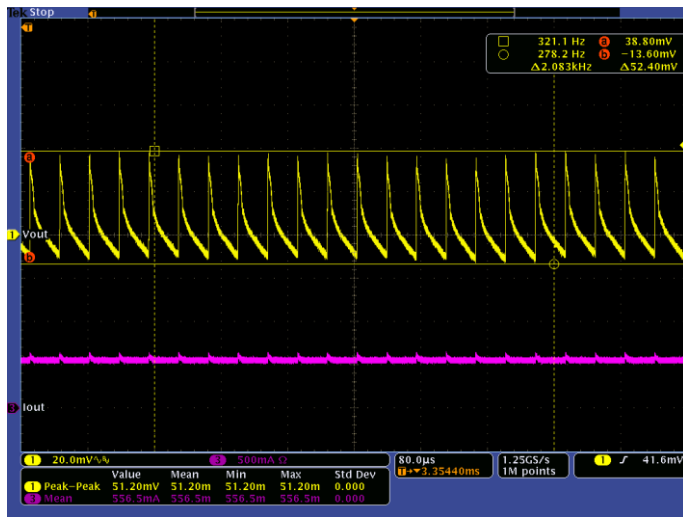 Tek Stop
T
321.1 Hz a 38.80mV
278.2 Hz b −13.60mV
Δ2.083kHz Δ52.40mV
a
1 Vout
b
3 Iout
1 20.0mV 3 500mA Ω 80.0μs 1.25GS/s 1 41.6mV
T→▼3.35440ms 1M points
Value Mean Min Max Std Dev
1 Peak−Peak 51.20mV 51.20m 51.20m 51.20m 0.000
3 Mean 556.5mA 556.5m 556.5m 556.5m 0.000